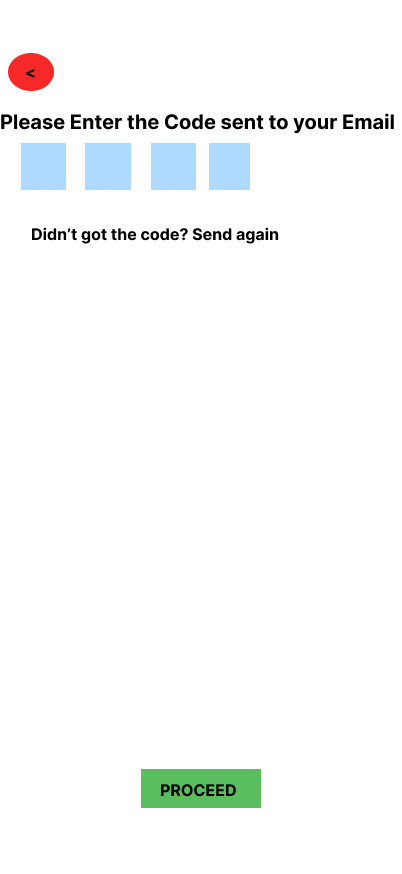 <
Please Enter the Code sent to your Email
Didn’t got the code? Send again
PROCEED